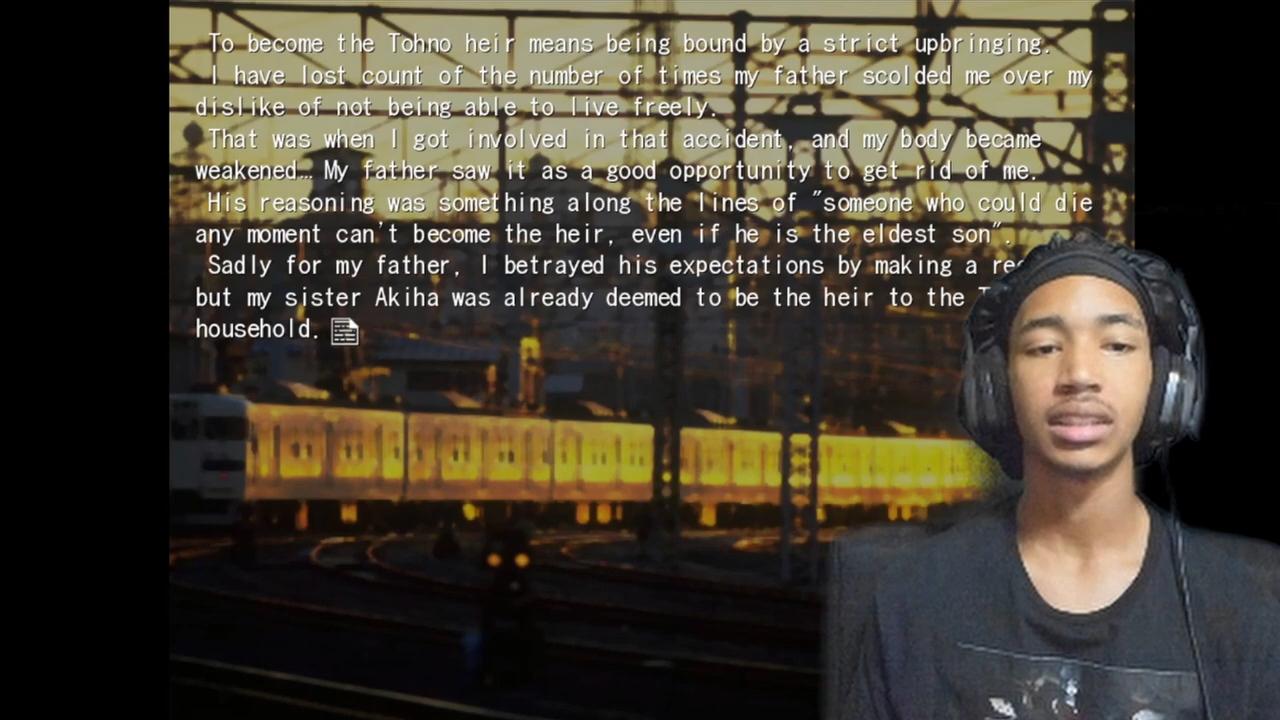 To become the Tohno heir means being bound by a strict upbringing.
I have lost count of the number of times my father scolded me over my
dislike of not being able to live freely.
That was when I got involved in that accident, and my body became
weakened… My father saw it as a good opportunity to get rid of me.
His reasoning was something along the lines of "someone who could die
any moment can't become the heir, even if he is the eldest son".
Sadly for my father, I betrayed his expectations by making a
but my sister Akiha was already deemed to be the heir to the
household.